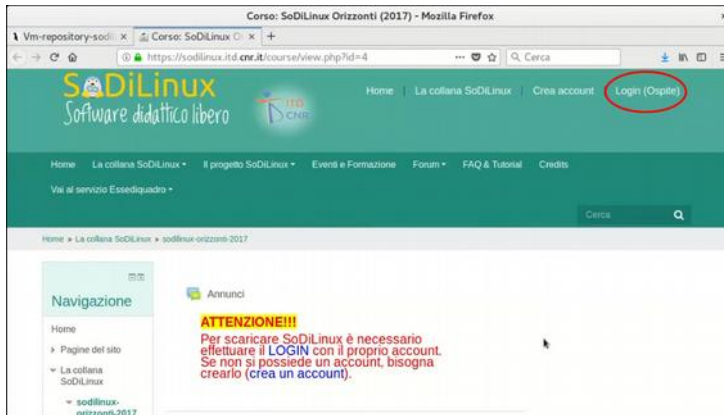 Corso: SoDiLinux Orizzonti (2017) - Mozilla Firefox
Vm-repository-sodi
Corso: SoDiLinux O
https://sodilinux.itd.cnr.it/course/view.php?id=4
Cerca
SoDiLinux
Software didattico libero
ITD
CNR
Home | La collana SoDiLinux | Crea account | Login (Ospite)
Home La collana SoDiLinux Il progetto SoDiLinux Eventi e Formazione Forum FAQ & Tutorial Credits
Vai al servizio Essediquadro
Cerca
Home » La collana SoDiLinux » sodilinux-orizzonti-2017
Navigazione
Home
Pagine del sito
La collana
SoDiLinux
sodilinux-
orizzonti-2017
Annunci
ATTENZIONE!!!
Per scaricare SoDiLinux è necessario
effettuare il LOGIN con il proprio account.
Se non si possiede un account, bisogna
crearlo (crea un account).